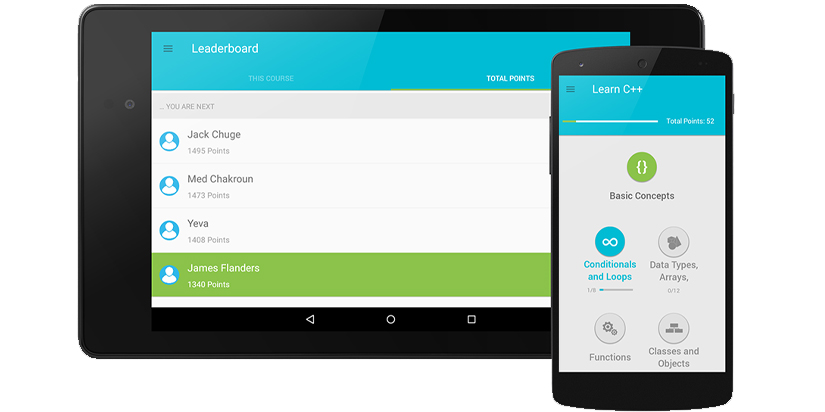 Leaderboard
THIS COURSE
TOTAL POINTS
... YOU ARE NEXT
Jack Chuge
1495 Points
Med Chakroun
1473 Points
Yeva
1408 Points
James Flanders
1340 Points
Learn C++
Total Points: 52
{}
Basic Concepts
Conditionals
and Loops
1/8
Data Types,
Arrays,
0/12
Functions
Classes and
Objects